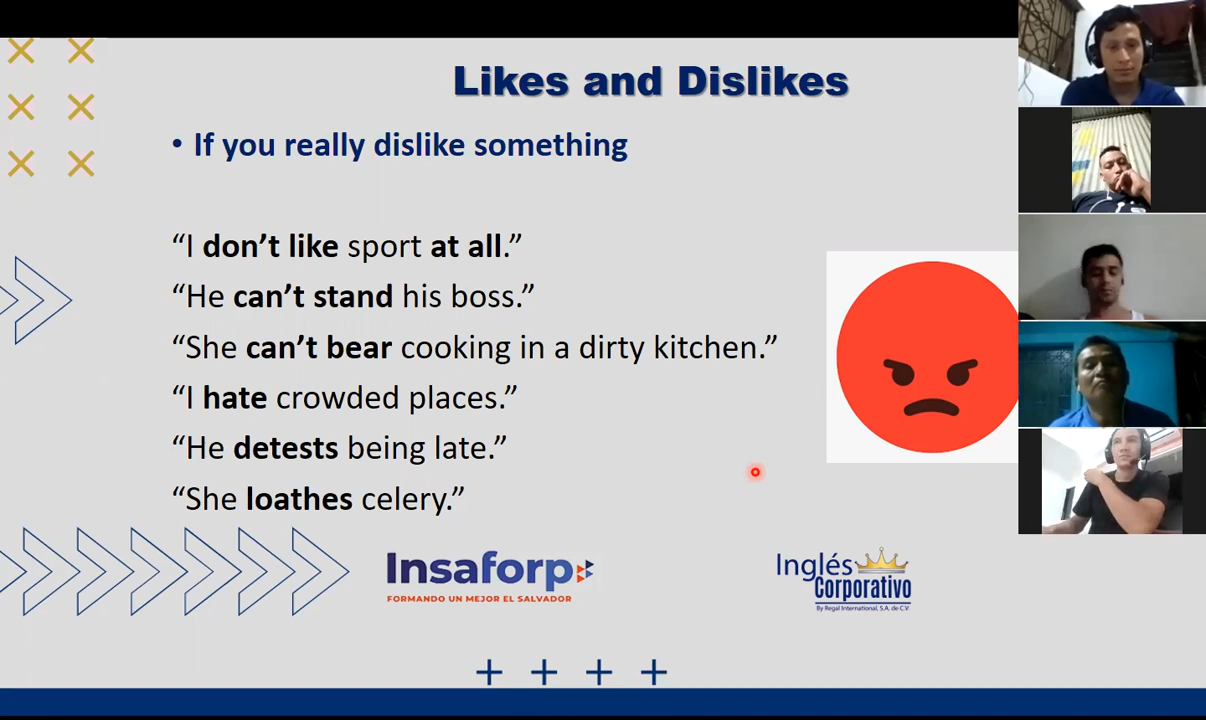 Likes and Dislikes
• If you really dislike something
“I don’t like sport at all.”
“He can’t stand his boss.”
“She can’t bear cooking in a dirty kitchen.”
“I hate crowded places.”
“He detests being late.”
“She loathes celery.”
Insaforp
FORMANDO UN MEJOR EL SALVADOR
Inglés
Corporativo
By Regal International, S.A. de C.V.